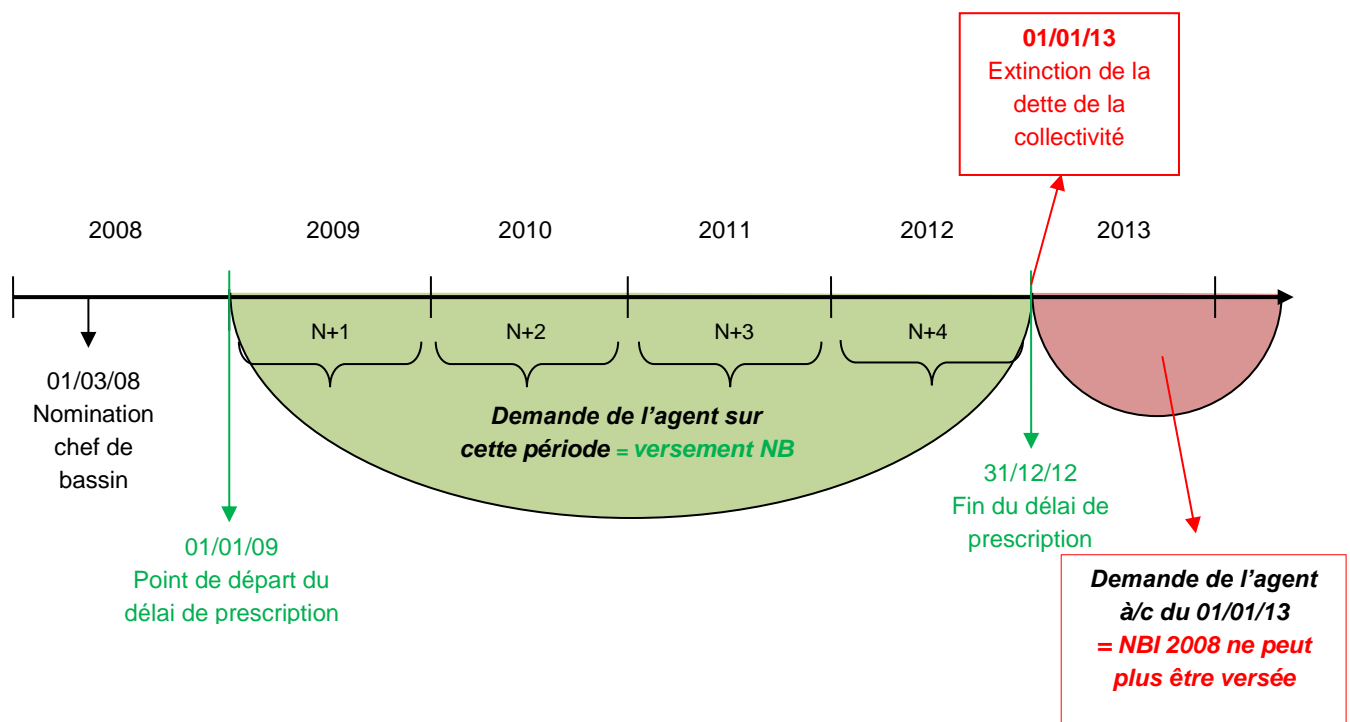 01/01/13
Extinction de la
dette de la
collectivité
2008
2009
2010
2011
2012
2013
N+1
N+2
N+3
N+4
01/03/08
Nomination
chef de
bassin
Demande de l’agent sur
cette période = versement NB
01/01/09
Point de départ du
délai de prescription
31/12/12
Fin du délai de
prescription
Demande de l’agent
à/c du 01/01/13
= NBI 2008 ne peut
plus être versée